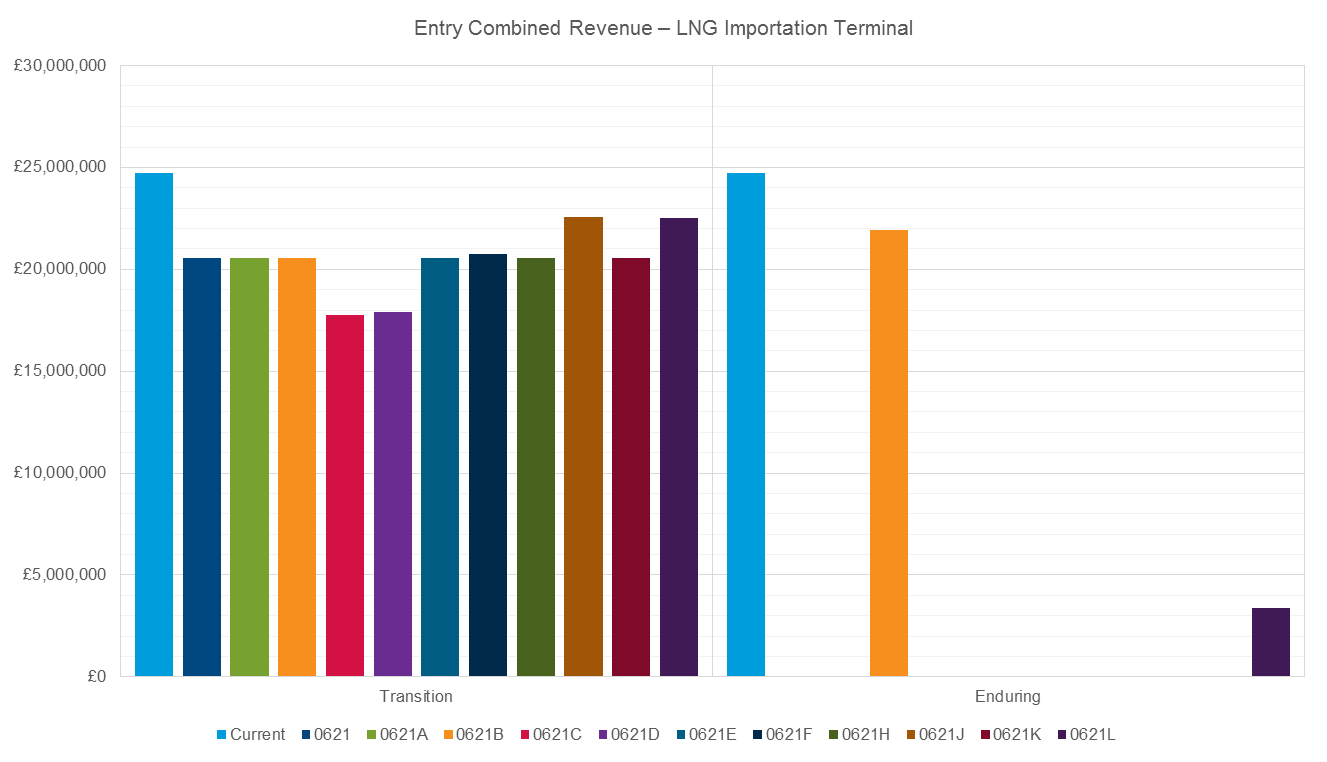 Entry Combined Revenue – LNG Importation Terminal
£30,000,000
£25,000,000
£20,000,000
£15,000,000
£10,000,000
£5,000,000
£0
Transition Enduring
Current 0621 0621A 0621B 0621C 0621D 0621E 0621F 0621H 0621J 0621K 0621L